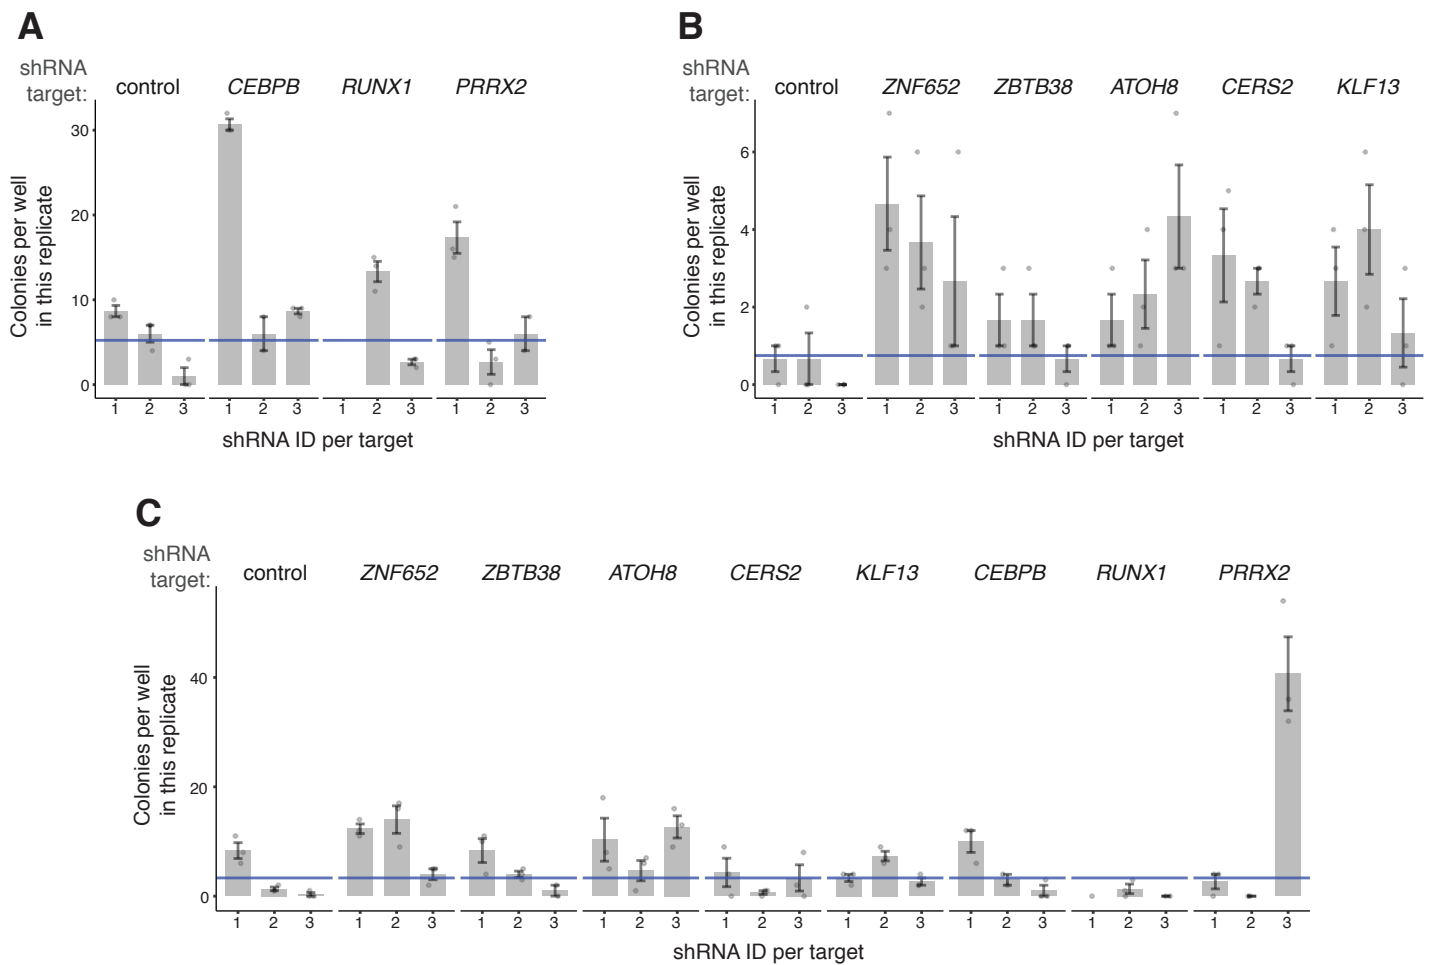 A
shRNA
target:
control CEBPB RUNX1 PRRX2
Colonies per well
in this replicate
30
20
10
0
1 2 3 1 2 3 1 2 3 1 2 3
shRNA ID per target
B
shRNA
target:
control ZNF652 ZBTB38 ATOH8 CERS2 KLF13
Colonies per well
in this replicate
6
4
2
0
1 2 3 1 2 3 1 2 3 1 2 3 1 2 3 1 2 3
shRNA ID per target
C
shRNA
target:
control ZNF652 ZBTB38 ATOH8 CERS2 KLF13 CEBPB RUNX1 PRRX2
Colonies per well
in this replicate
40
20
0
1 2 3 1 2 3 1 2 3 1 2 3 1 2 3 1 2 3 1 2 3 1 2 3 1 2 3
shRNA ID per target